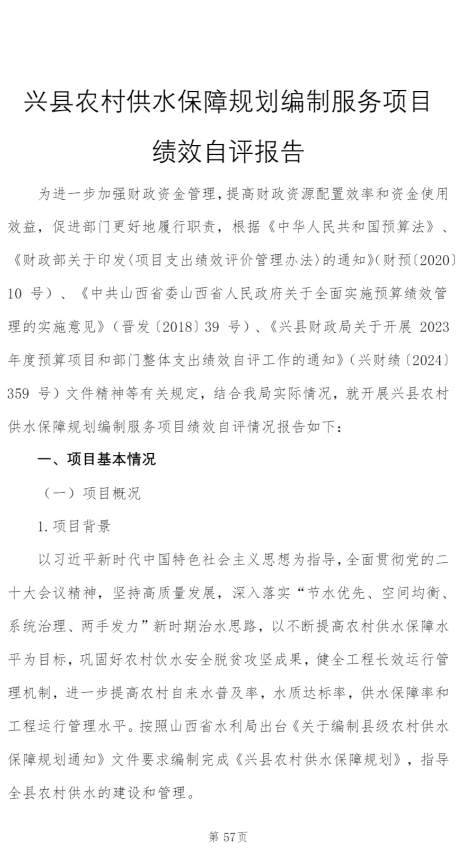 兴县农村供水保障规划编制服务项目
绩效自评报告
为进一步加强财政资金管理,提高财政资源配置效率和资金使用
效益，促进部门更好地履行职责，根据《中华人民共和国预算法》、
《财政部关于印发〈项目支出绩效评价管理办法〉的通知》（财预〔2020〕
10 号）、《中共山西省委山西省人民政府关于全面实施预算绩效管
理的实施意见》（晋发〔2018〕39 号）、《兴县财政局关于开展 2023
年度预算项目和部门整体支出绩效自评工作的通知》（兴财绩〔2024〕
359 号）文件精神等有关规定，结合我局实际情况，就开展兴县农村
供水保障规划编制服务项目绩效自评情况报告如下：
一、项目基本情况
（一）项目概况
1.项目背景
以习近平新时代中国特色社会主义思想为指导,全面贯彻党的二
十大会议精神，坚持高质量发展，深入落实“节水优先、空间均衡、
系统治理、两手发力”新时期治水思路，以不断提高农村供水保障水
平为目标，巩固好农村饮水安全脱贫攻坚成果，健全工程长效运行管
理机制，进一步提高农村自来水普及率，水质达标率，供水保障率和
工程运行管理水平。按照山西省水利局出台《关于编制县级农村供水
保障规划通知》文件要求编制完成《兴县农村供水保障规划》，指导
全县农村供水的建设和管理。
第 57页